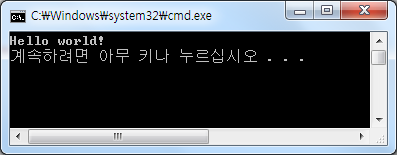 C:₩Windows₩system32₩cmd.exe
Hello world!
계속하려면 아무 키나 누르십시오 . . .